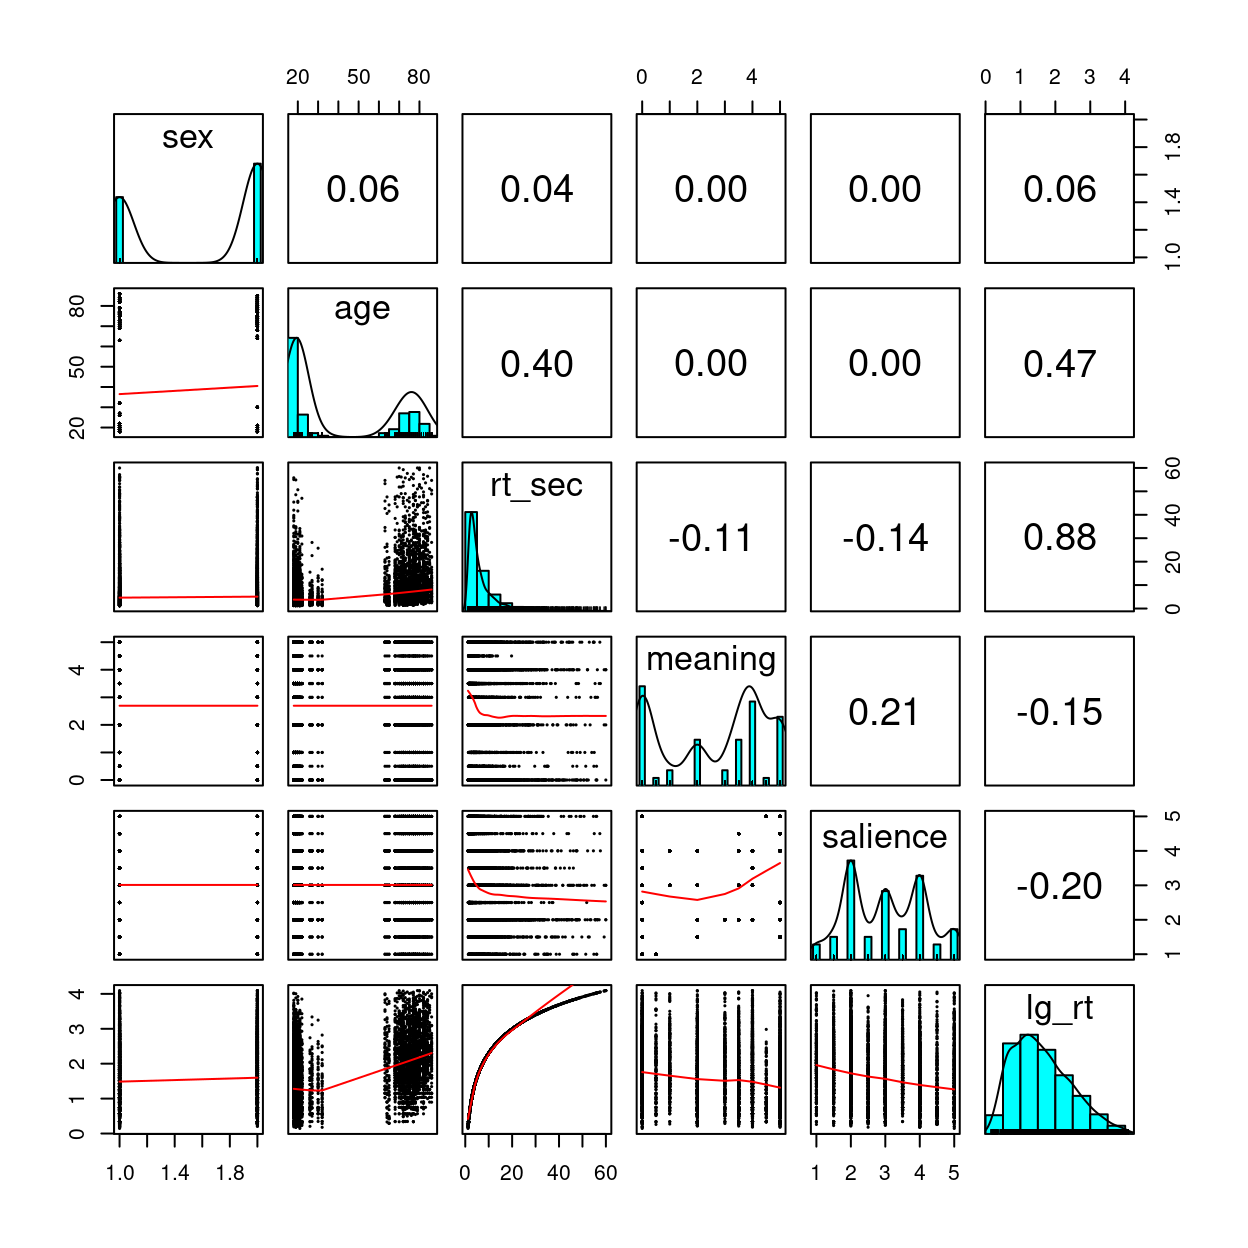 20 50 80 0 2 4 0 1 2 3 4
sex 0.06 0.04 0.00 0.00 0.06 1.0 1.4 1.8
20 50 80 age 0.40 0.00 0.00 0.47
rt_sec -0.11 -0.14 0.88 0 20 40 60
0 2 4 meaning 0.21 -0.15
salience -0.20 1 2 3 4 5
0 1 2 3 4 lg_rt
1.0 1.4 1.8 0 20 40 60 1 2 3 4 5